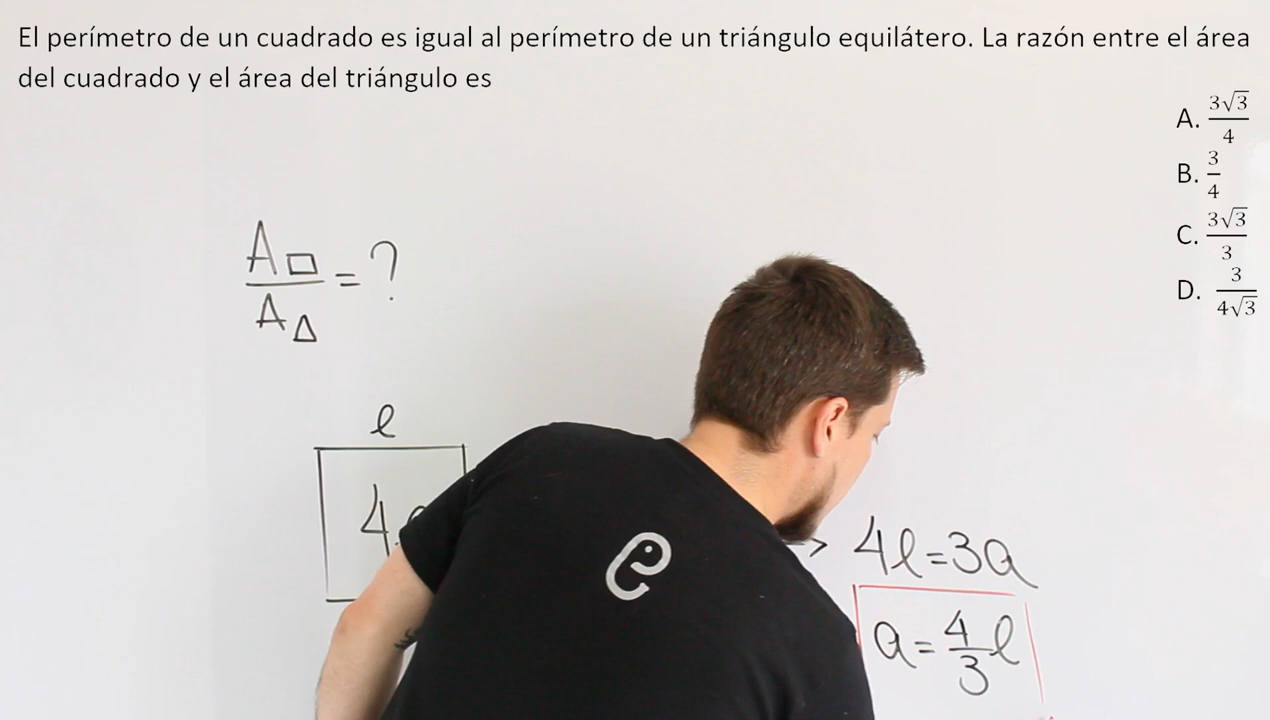 El perímetro de un cuadrado es igual al perímetro de un triángulo equilátero. La razón entre el área
del cuadrado y el área del triángulo es
A. 3√3/4
B. 3/4
C. 3√3/3
D. 3/(4√3)
A□/A△ = ?
ℓ
4
4ℓ=3a
a=4/3 ℓ
e